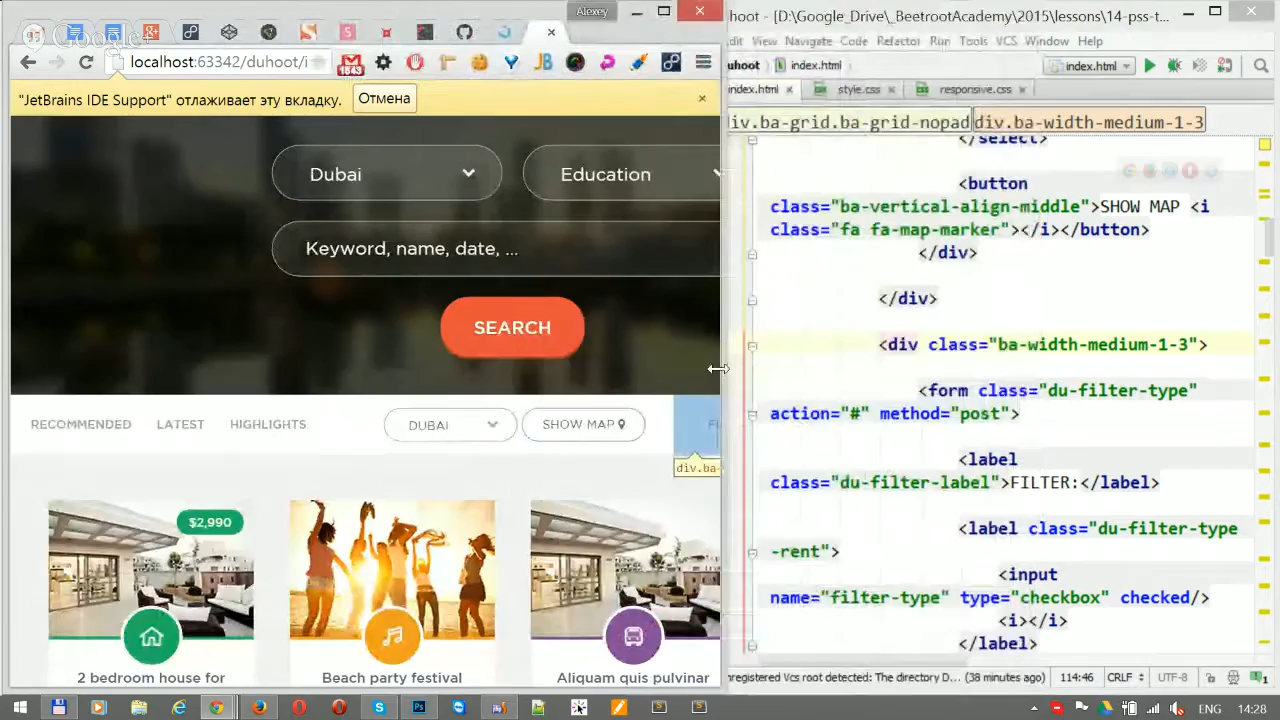 Alexey
hoot - [D:\Google_Drive\_BeetrootAcademy\2015\lessons\14-pss-t...
Google+
dit View Code Refactor Run Tools VCS Window Help
localhost:63342/duhoot/i
1843
JB
duhoot index.html
index.html
"JetBrains IDE Support" отлаживает эту вкладку. Отмена
index.html style.css responsive.css
iv.ba-grid.ba-grid-nopad div.ba-width-medium-1-3
Dubai
Education
Keyword, name, date, ...
SEARCH
RECOMMENDED LATEST HIGHLIGHTS
DUBAI
SHOW MAP
div.ba-
$2,990
2 bedroom house for
Beach party festival
Aliquam quis pulvinar
</select>
<button
class="ba-vertical-align-middle">SHOW MAP <i
class="fa fa-map-marker"></i></button>
</div>
</div>
<div class="ba-width-medium-1-3">
<form class="du-filter-type"
action="#" method="post">
<label
class="du-filter-label">FILTER:</label>
<label class="du-filter-type
-rent">
<input
name="filter-type" type="checkbox" checked/>
<i></i>
</label>
nregistered Vcs root detected: The directory D... (38 minutes ago) 114:46 CRLF UTF-8 1
ENG 14:28